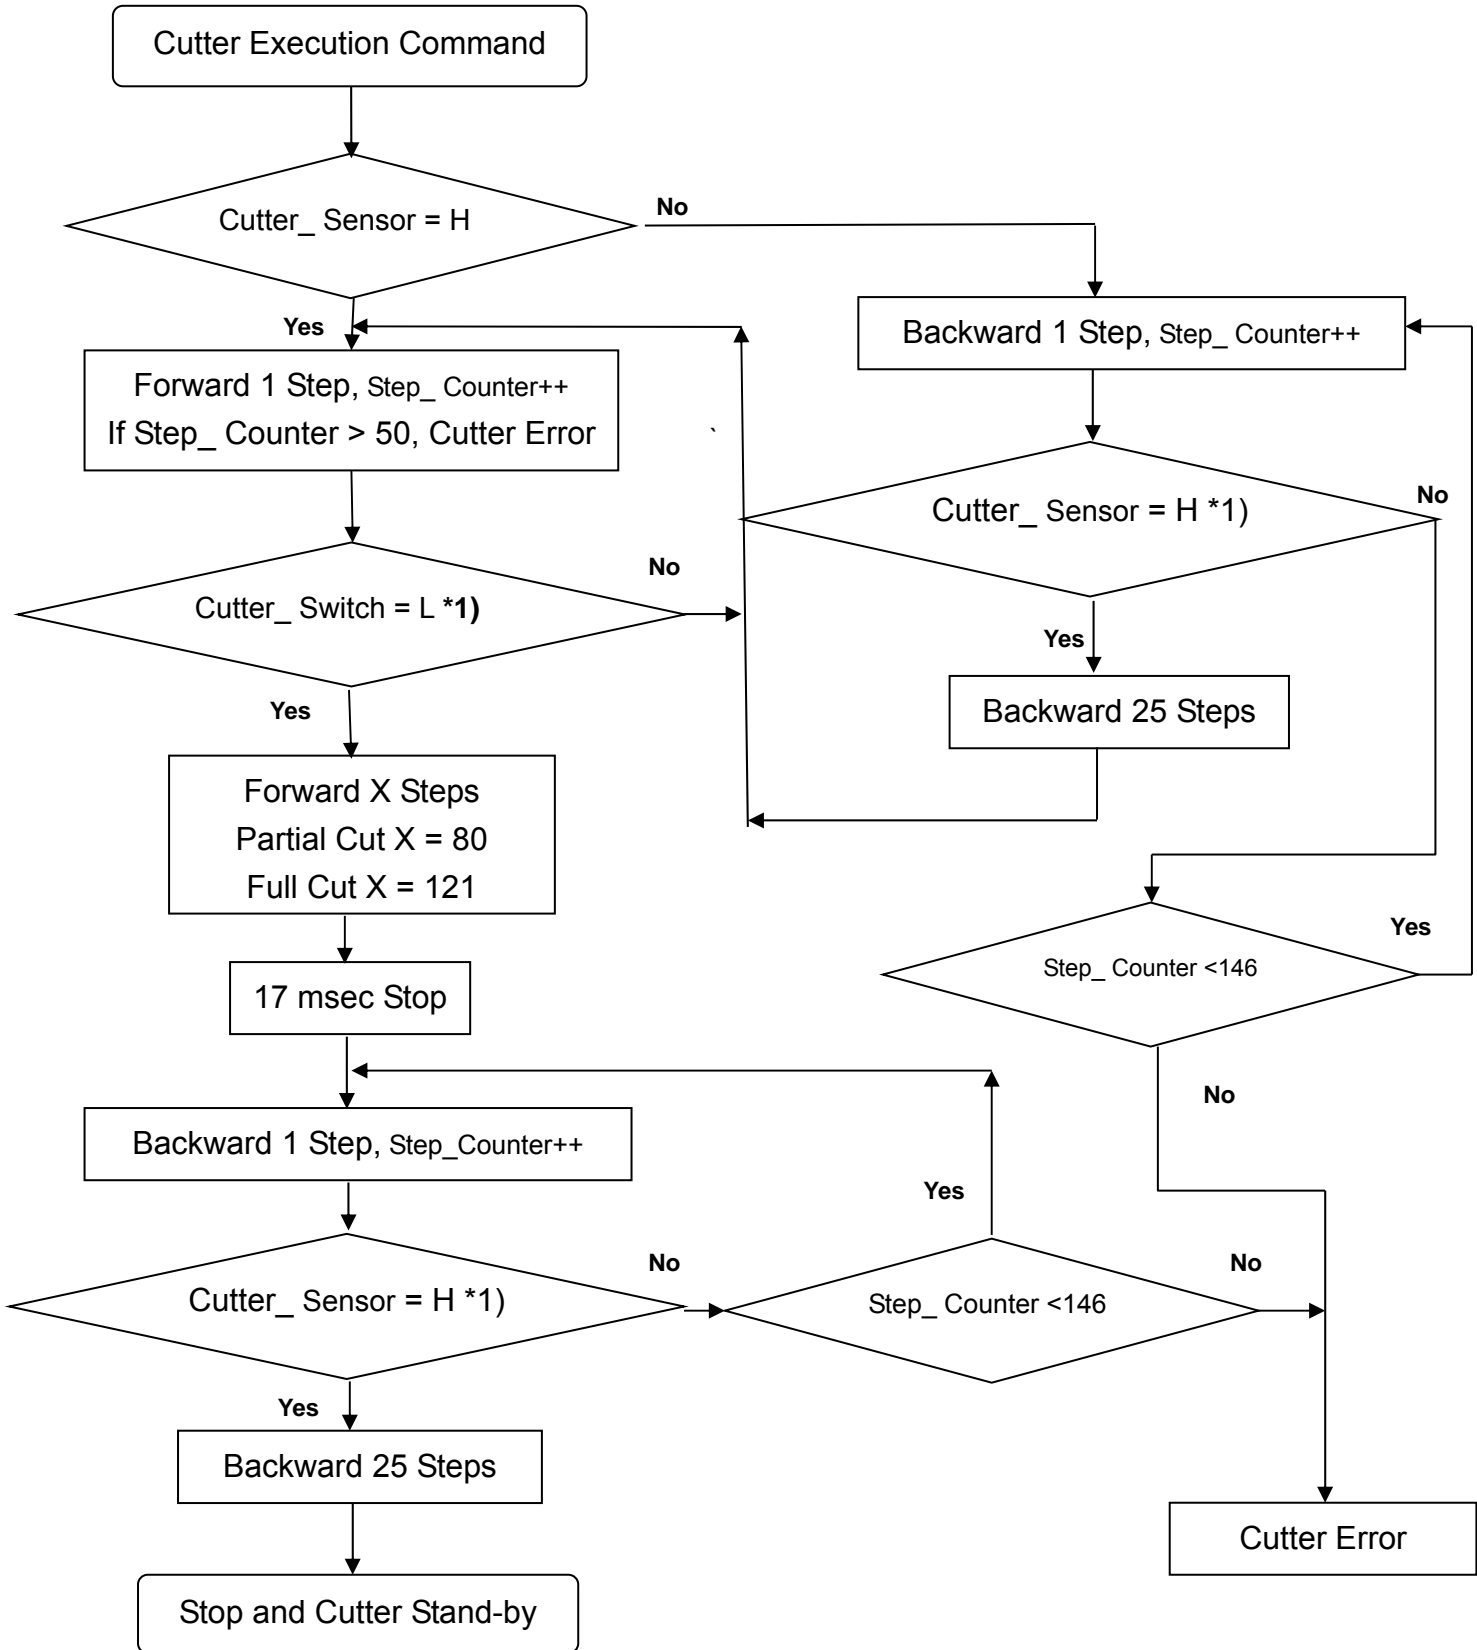 Cutter Execution Command
Cutter_ Sensor = H
No
Yes
Backward 1 Step, Step_ Counter++
Forward 1 Step, Step_ Counter++
If Step_ Counter > 50, Cutter Error
`
Cutter_ Sensor = H *1)
No
Cutter_ Switch = L *1)
No
Yes
Yes
Backward 25 Steps
Forward X Steps
Partial Cut X = 80
Full Cut X = 121
Step_ Counter <146
Yes
No
17 msec Stop
Backward 1 Step, Step_Counter++
Yes
Cutter_ Sensor = H *1)
No
Step_ Counter <146
No
Yes
Backward 25 Steps
Cutter Error
Stop and Cutter Stand-by